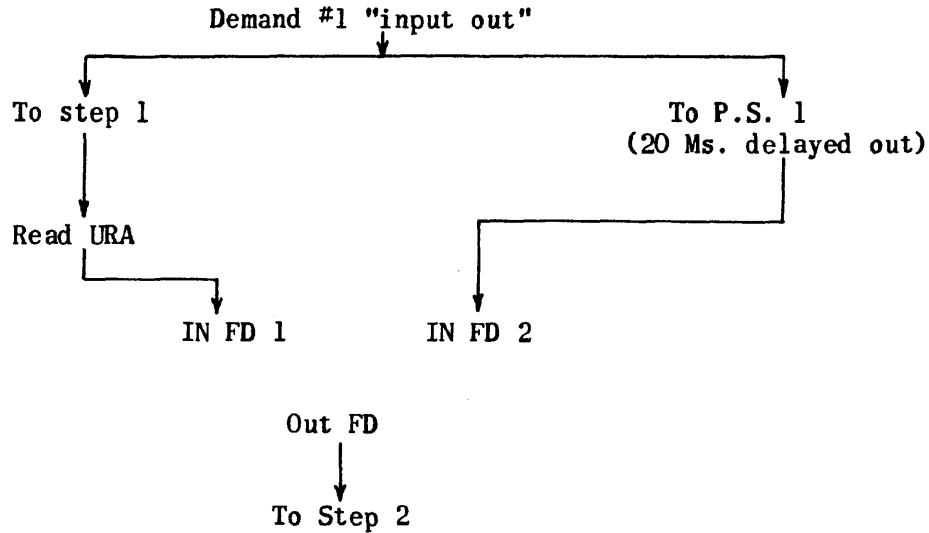 Demand #1 "input out"
To step 1
To P.S. 1
(20 Ms. delayed out)
Read URA
IN FD 1
IN FD 2
Out FD
To Step 2